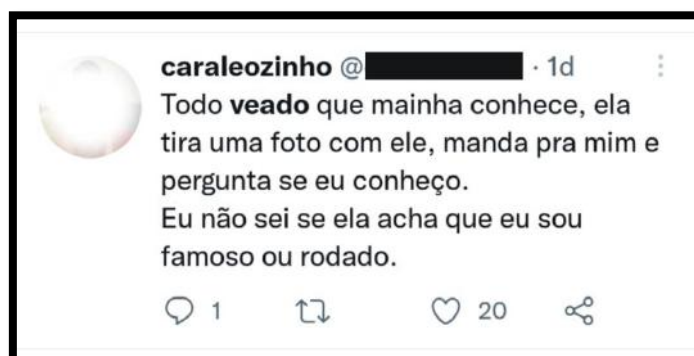 caraleozinho @ · 1d
Todo veado que mainha conhece, ela
tira uma foto com ele, manda pra mim e
pergunta se eu conheço.
Eu não sei se ela acha que eu sou
famoso ou rodado.
1 20